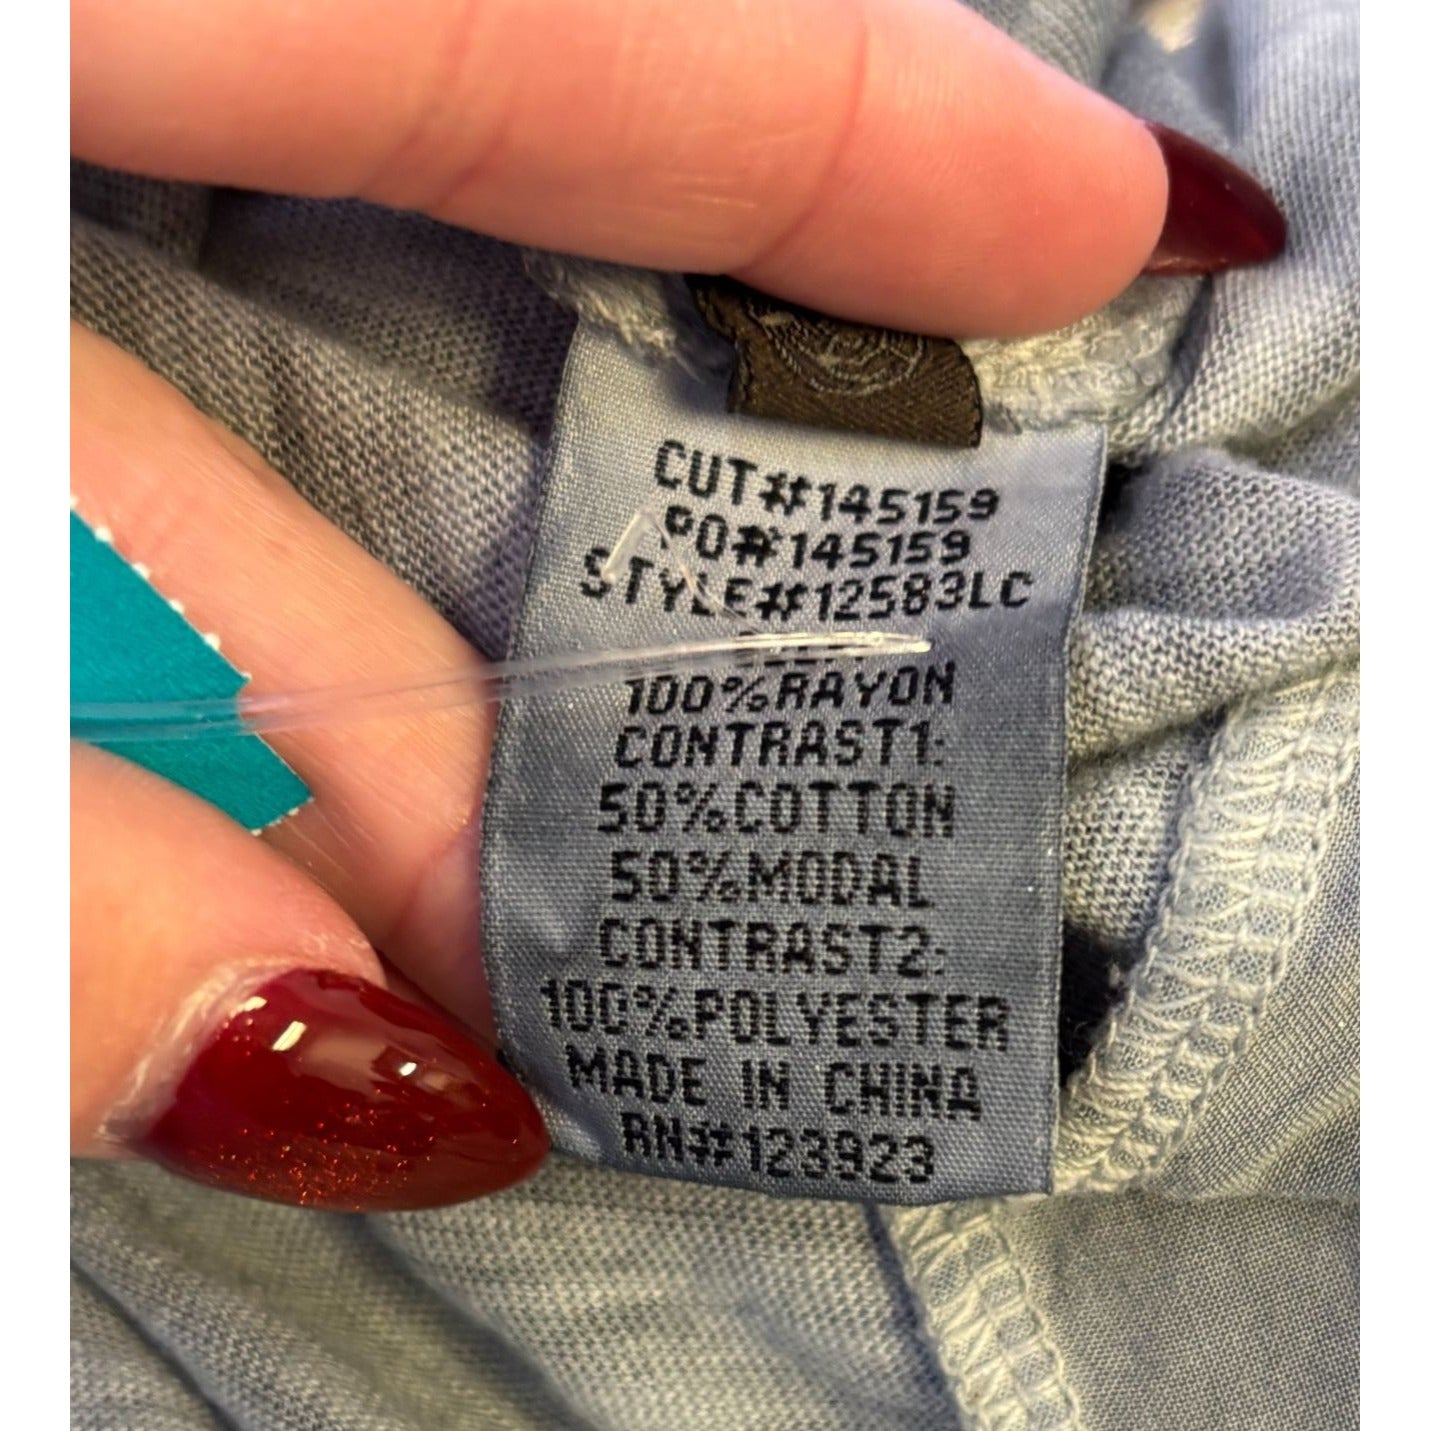 CUT#145159
PO#145159
STYLE#12583LC
100%RAYON
CONTRAST1:
50%COTTON
50%MODAL
CONTRAST2:
100%POLYESTER
MADE IN CHINA
RN#123923